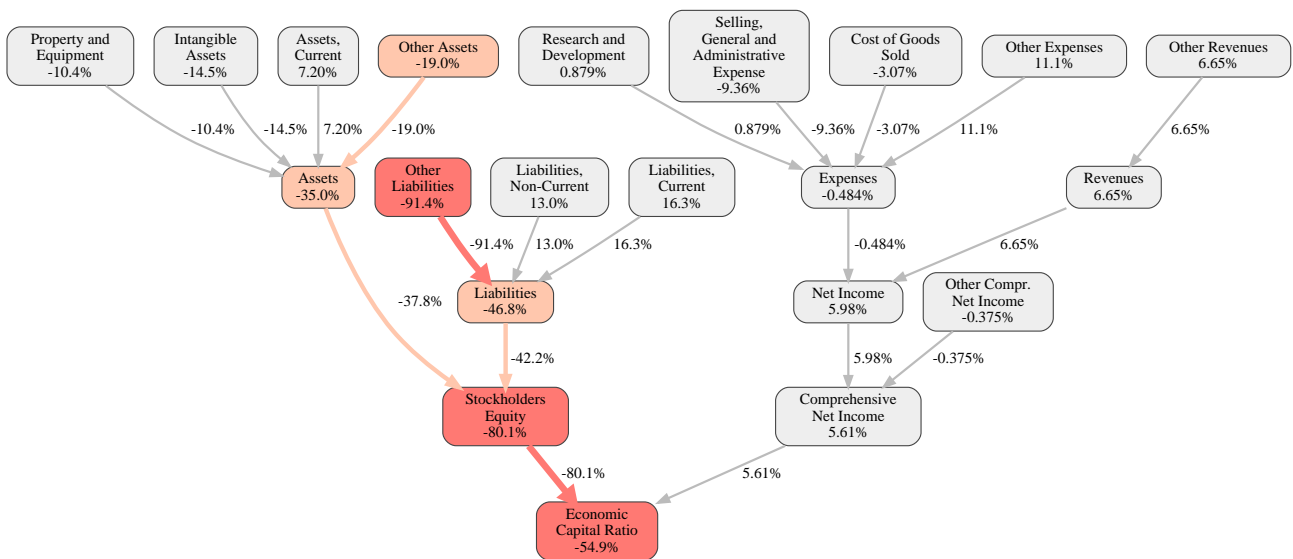 Property and
Equipment
-10.4%
Intangible
Assets
-14.5%
Assets,
Current
7.20%
Other Assets
-19.0%
Research and
Development
0.879%
Selling,
General and
Administrative
Expense
-9.36%
Cost of Goods
Sold
-3.07%
Other Expenses
11.1%
Other Revenues
6.65%
-10.4%
-14.5%
7.20%
-19.0%
0.879%
-9.36%
-3.07%
11.1%
6.65%
Assets
-35.0%
Other
Liabilities
-91.4%
Liabilities,
Non-Current
13.0%
Liabilities,
Current
16.3%
Expenses
-0.484%
Revenues
6.65%
-91.4%
13.0%
16.3%
-0.484%
6.65%
-37.8%
Liabilities
-46.8%
Net Income
5.98%
Other Compr.
Net Income
-0.375%
-42.2%
5.98%
-0.375%
Stockholders
Equity
-80.1%
Comprehensive
Net Income
5.61%
-80.1%
5.61%
Economic
Capital Ratio
-54.9%